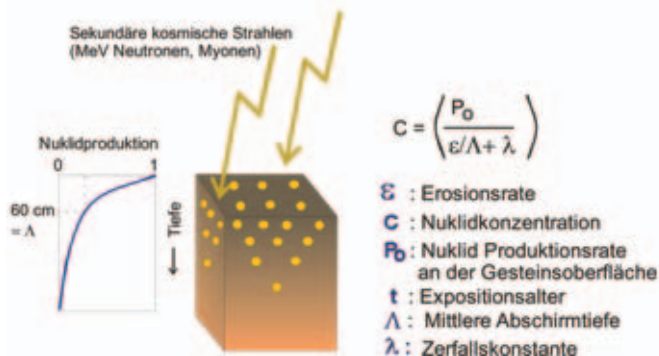 Sekundäre kosmische Strahlen
(MeV Neutronen, Myonen)
Nuklidproduktion
0 1
60 cm
= Λ
← Tiefe
C = ( P₀ / (ε/Λ + λ) )
ε : Erosionsrate
C : Nuklidkonzentration
P₀ : Nuklid Produktionsrate
an der Gesteinsoberfläche
t : Expositionsalter
Λ : Mittlere Abschirmtiefe
λ : Zerfallskonstante